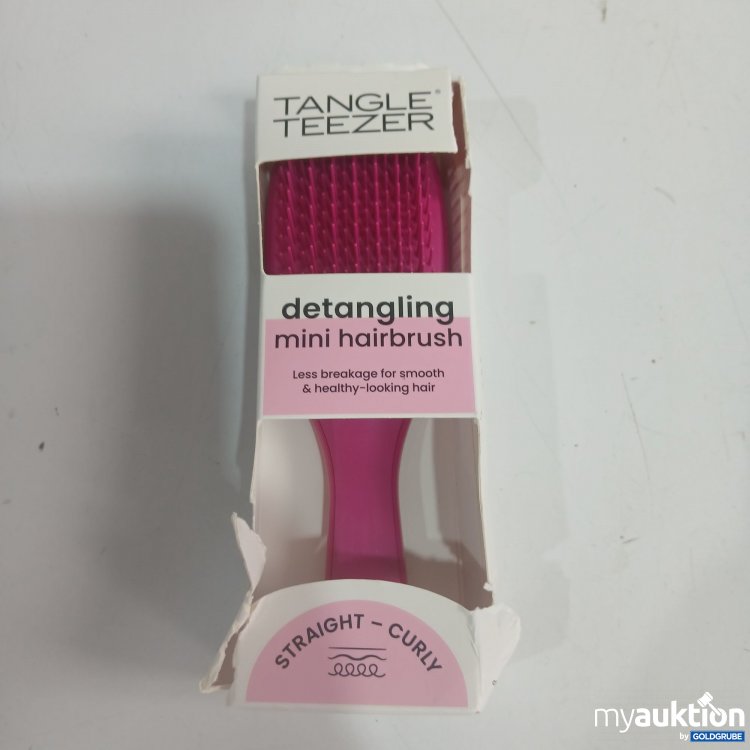 TANGLE®
TEEZER
detangling
mini hairbrush
Less breakage for smooth
& healthy-looking hair
STRAIGHT – CURLY
myauktion
by GOLDGRUBE